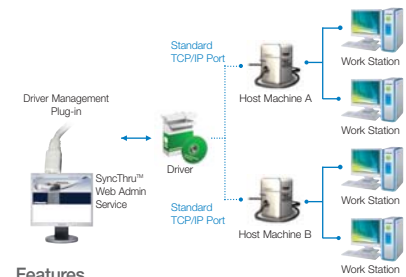 Standard
TCP/IP Port
Work Station
Driver Management
Plug-in
Host Machine A
Work Station
Driver
SyncThru™
Web Admin
Service
Standard
TCP/IP Port
Work Station
Host Machine B
Work Station
Features